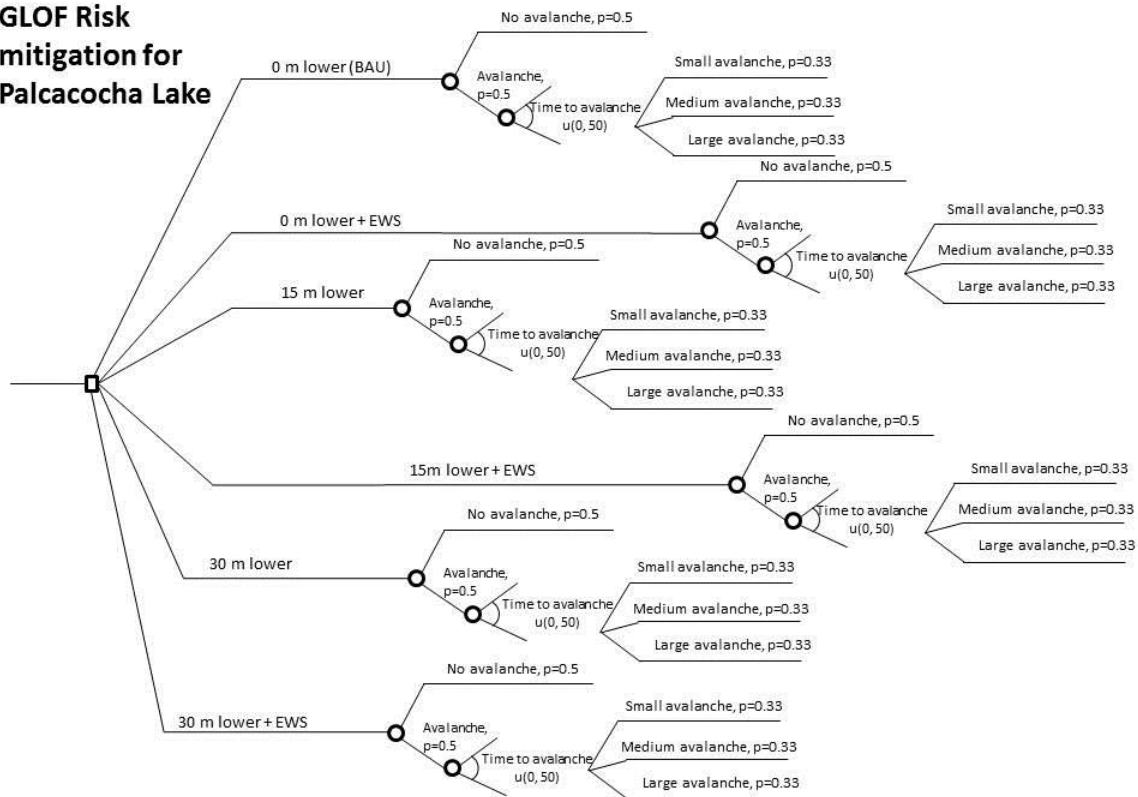 GLOF Risk
mitigation for
Palcacocha Lake
0 m lower (BAU)
No avalanche, p=0.5
Avalanche,
p=0.5
Time to avalanche
u(0, 50)
Small avalanche, p=0.33
Medium avalanche, p=0.33
Large avalanche, p=0.33
0 m lower + EWS
No avalanche, p=0.5
Avalanche,
p=0.5
Time to avalanche
u(0, 50)
Small avalanche, p=0.33
Medium avalanche, p=0.33
Large avalanche, p=0.33
15 m lower
No avalanche, p=0.5
Avalanche,
p=0.5
Time to avalanche
u(0, 50)
Small avalanche, p=0.33
Medium avalanche, p=0.33
Large avalanche, p=0.33
15m lower + EWS
No avalanche, p=0.5
Avalanche,
p=0.5
Time to avalanche
u(0, 50)
Small avalanche, p=0.33
Medium avalanche, p=0.33
Large avalanche, p=0.33
30 m lower
No avalanche, p=0.5
Avalanche,
p=0.5
Time to avalanche
u(0, 50)
Small avalanche, p=0.33
Medium avalanche, p=0.33
Large avalanche, p=0.33
30 m lower + EWS
No avalanche, p=0.5
Avalanche,
p=0.5
Time to avalanche
u(0, 50)
Small avalanche, p=0.33
Medium avalanche, p=0.33
Large avalanche, p=0.33